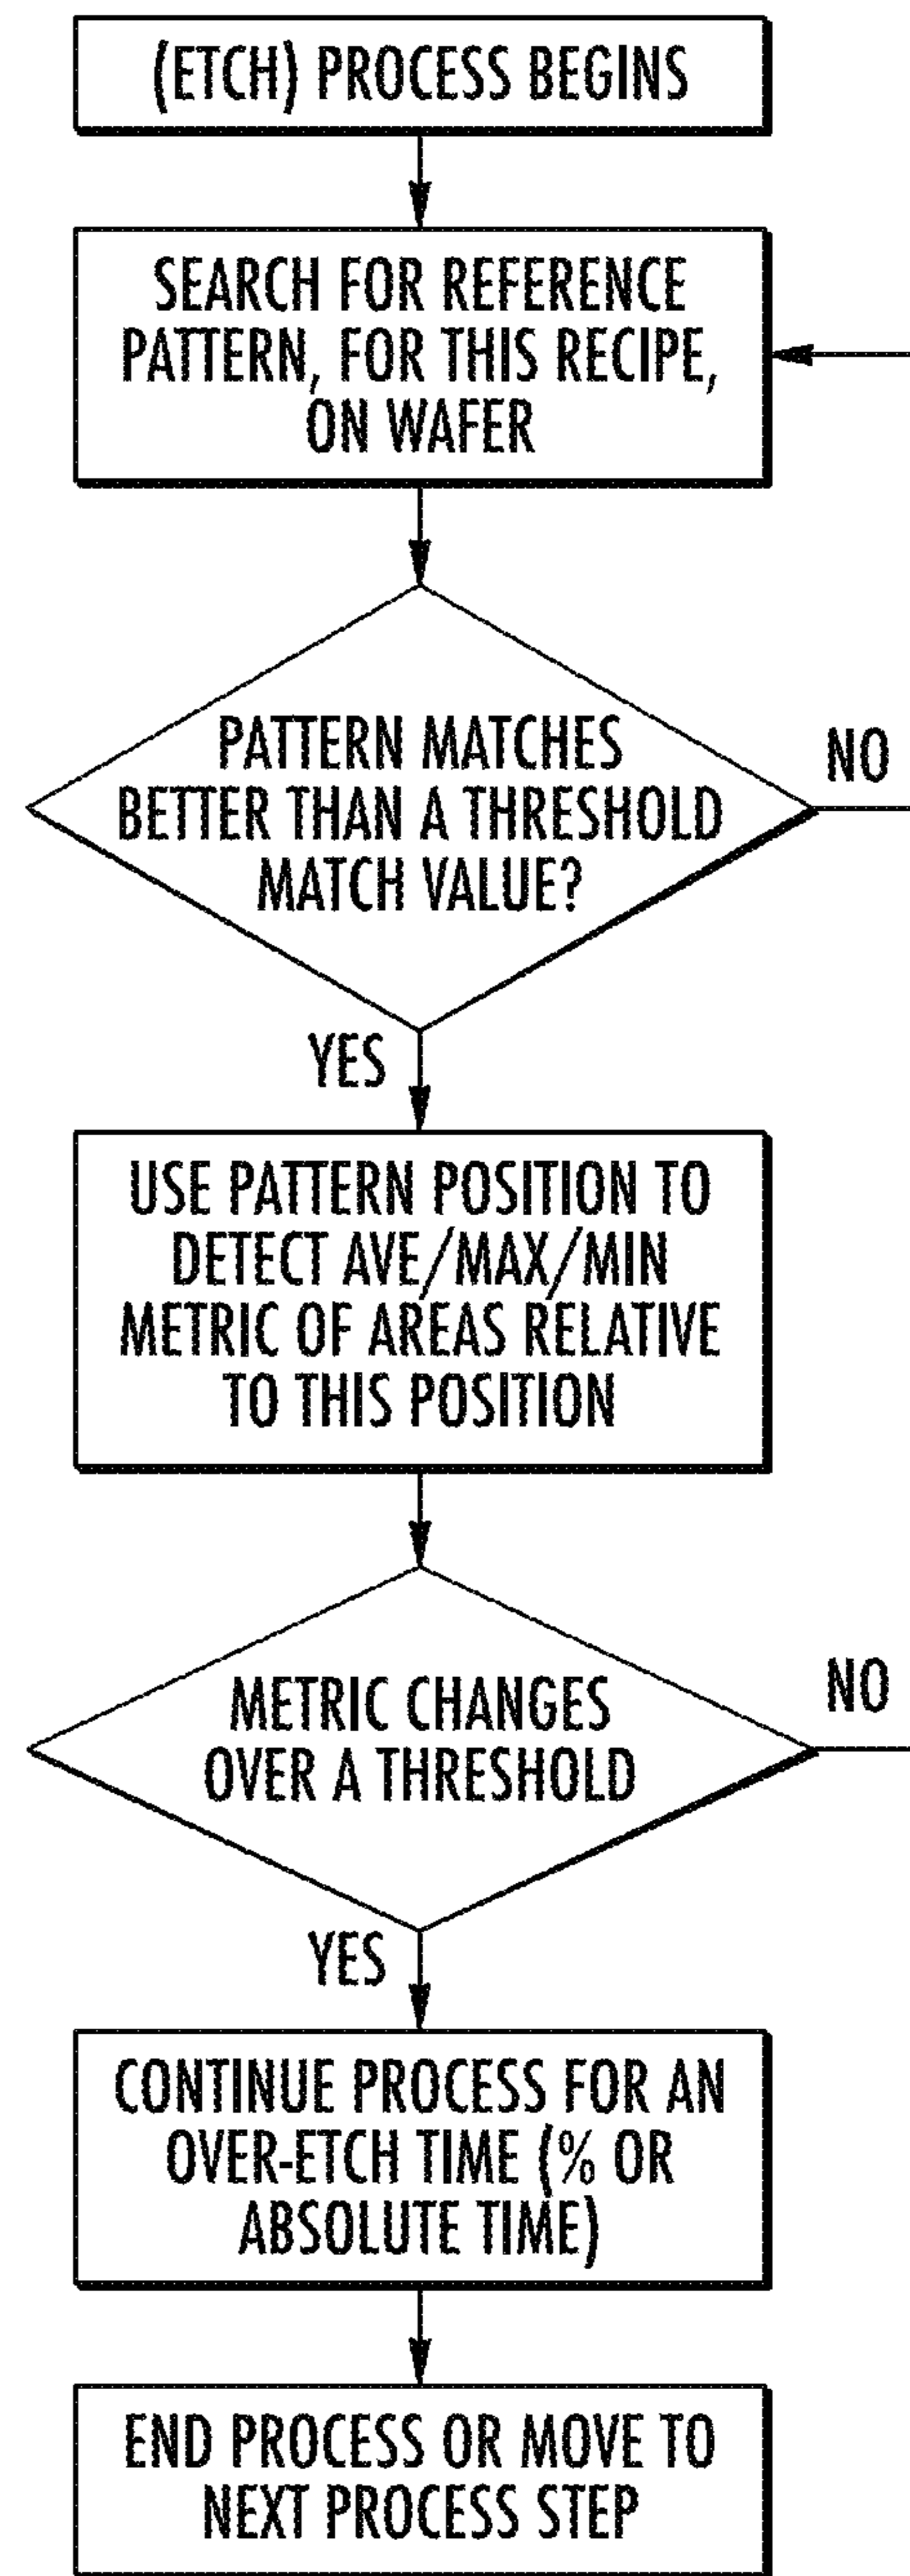 (ETCH) PROCESS BEGINS
SEARCH FOR REFERENCE
PATTERN, FOR THIS RECIPE,
ON WAFER
PATTERN MATCHES
BETTER THAN A THRESHOLD
MATCH VALUE?
NO
YES
USE PATTERN POSITION TO
DETECT AVE/MAX/MIN
METRIC OF AREAS RELATIVE
TO THIS POSITION
METRIC CHANGES
OVER A THRESHOLD
NO
YES
CONTINUE PROCESS FOR AN
OVER-ETCH TIME (% OR
ABSOLUTE TIME)
END PROCESS OR MOVE TO
NEXT PROCESS STEP